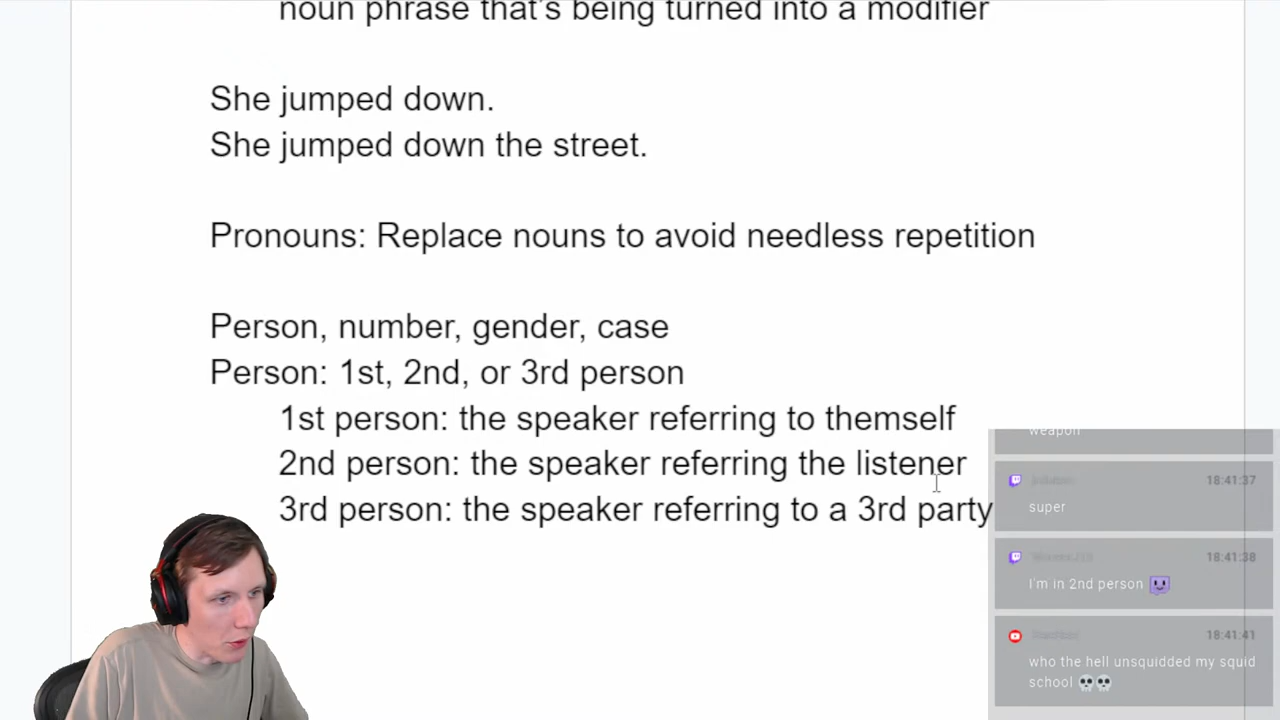 noun phrase that's being turned into a modifier
She jumped down.
She jumped down the street.
Pronouns: Replace nouns to avoid needless repetition
Person, number, gender, case
Person: 1st, 2nd, or 3rd person
1st person: the speaker referring to themself
2nd person: the speaker referring the listener
3rd person: the speaker referring to a 3rd party
weapon
18:41:37
super
18:41:38
I'm in 2nd person
18:41:41
who the hell unsquidded my squid
school